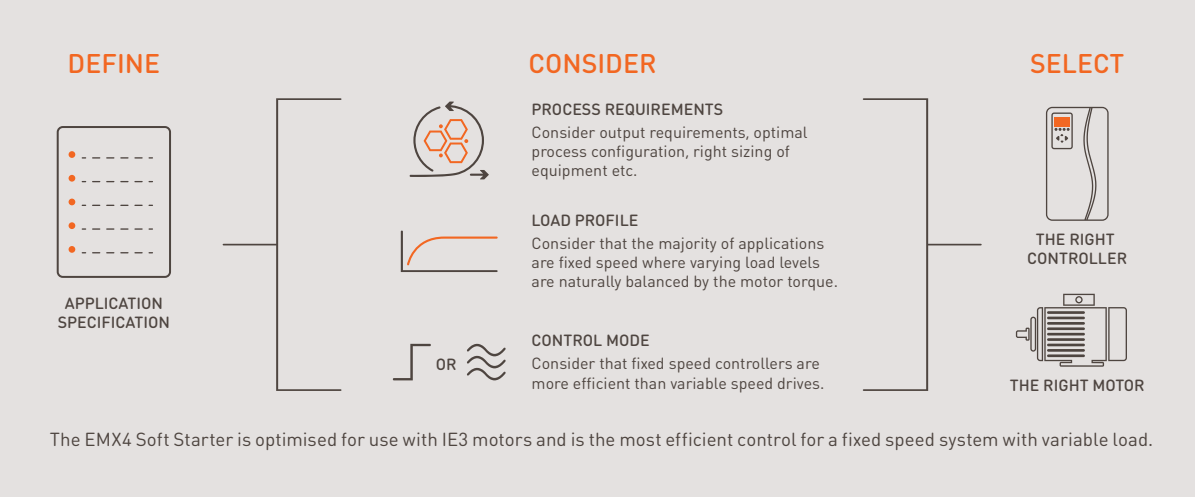 DEFINE
APPLICATION
SPECIFICATION
CONSIDER
PROCESS REQUIREMENTS
Consider output requirements, optimal
process configuration, right sizing of
equipment etc.
LOAD PROFILE
Consider that the majority of applications
are fixed speed where varying load levels
are naturally balanced by the motor torque.
OR
CONTROL MODE
Consider that fixed speed controllers are
more efficient than variable speed drives.
SELECT
THE RIGHT
CONTROLLER
THE RIGHT MOTOR
The EMX4 Soft Starter is optimised for use with IE3 motors and is the most efficient control for a fixed speed system with variable load.